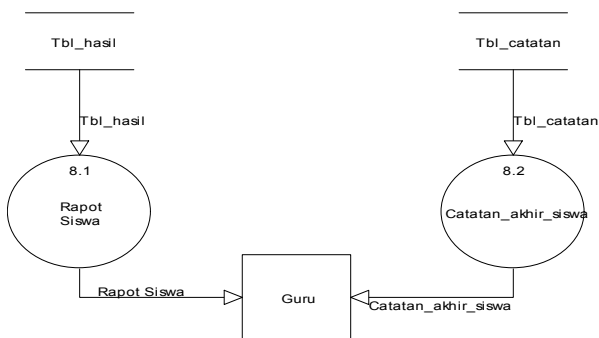 Tbl_hasil
Tbl_catatan
Tbl_hasil
Tbl_catatan
8.1
Rapot
Siswa
8.2
Catatan_akhir_siswa
Rapot Siswa
Guru
Catatan_akhir_siswa